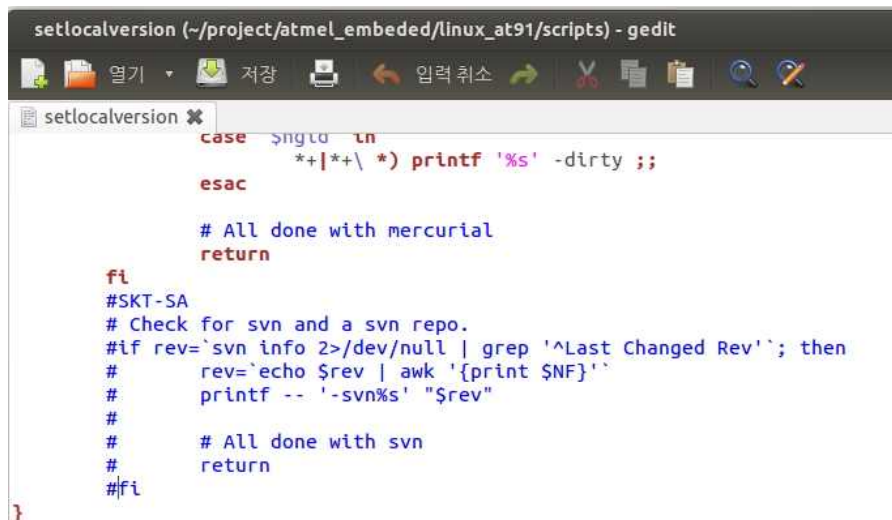 setlocalversion (~/project/atmel_embeded/linux_at91/scripts) - gedit
열기 저장 입력 취소
setlocalversion
case "$hgid" in
*+|*+\ *) printf '%s' -dirty ;;
esac
# All done with mercurial
return
fi
#SKT-SA
# Check for svn and a svn repo.
#if rev=`svn info 2>/dev/null | grep '^Last Changed Rev'`; then
# rev=`echo $rev | awk '{print $NF}'`
# printf -- '-svn%s' "$rev"
#
# # All done with svn
# return
#fi
}